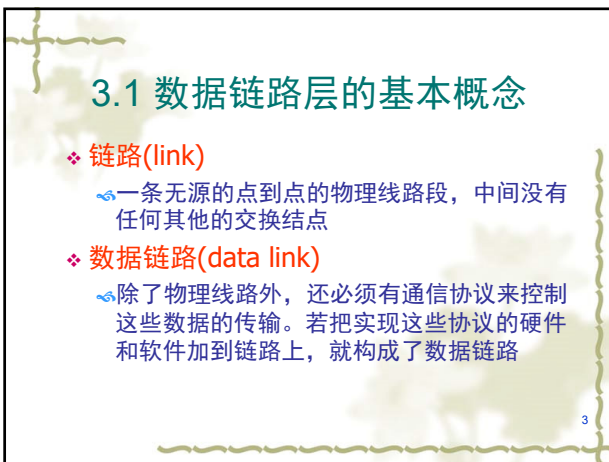 3.1 数据链路层的基本概念
链路(link)
一条无源的点到点的物理线路段，中间没有
任何其他的交换结点
数据链路(data link)
除了物理线路外，还必须有通信协议来控制
这些数据的传输。若把实现这些协议的硬件
和软件加到链路上，就构成了数据链路
3